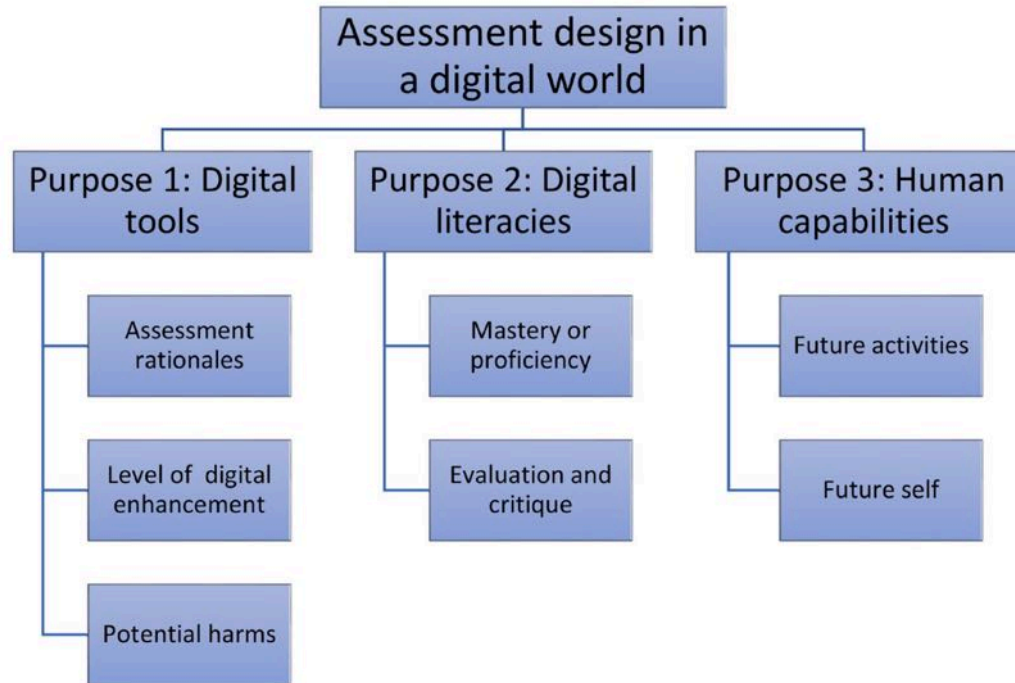 Assessment design in
a digital world
Purpose 1: Digital
tools
Assessment
rationales
Level of digital
enhancement
Potential harms
Purpose 2: Digital
literacies
Mastery or
proficiency
Evaluation and
critique
Purpose 3: Human
capabilities
Future activities
Future self